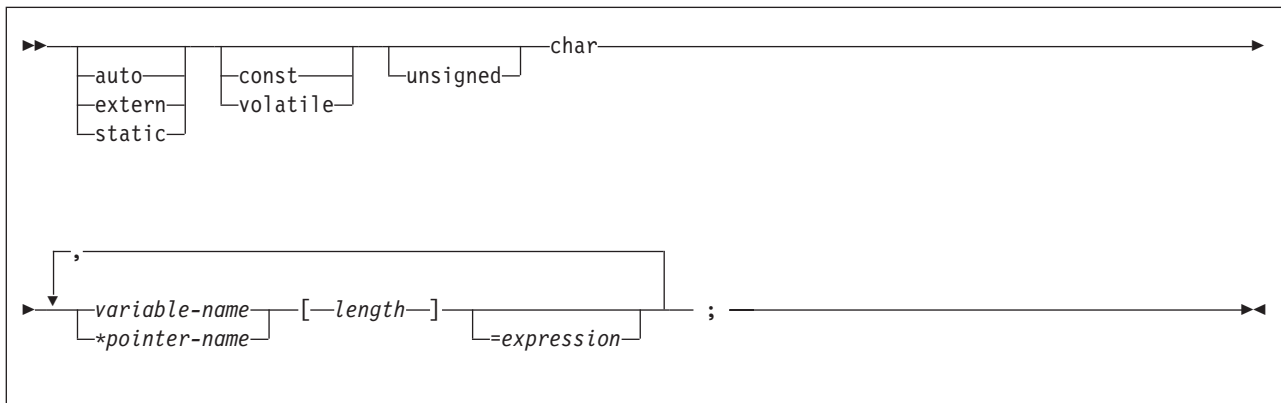 char
auto const unsigned
extern volatile
static
,
variable-name [ length ] ;
*pointer-name =expression